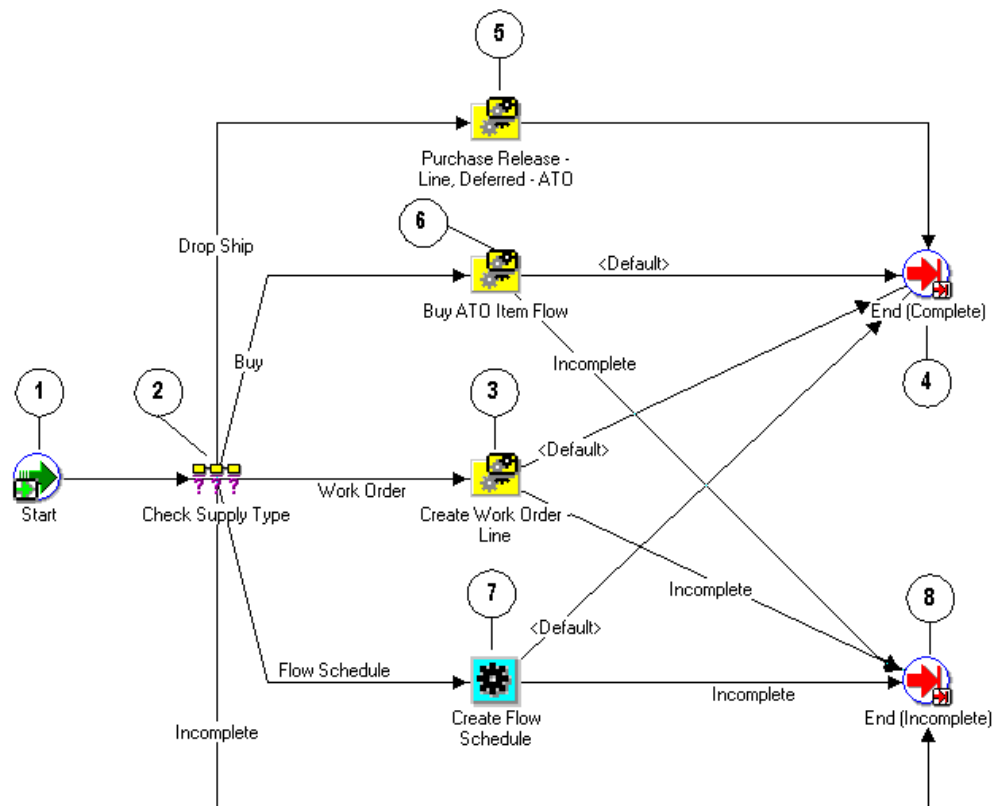 5
Purchase Release -
Line, Deferred - ATO
6
Drop Ship
<Default>
Buy ATO Item Flow
End (Complete)
Buy
Incomplete
1
2
3
4
<Default>
Work Order
Start
Check Supply Type
Create Work Order -
Line
7
Incomplete
8
<Default>
Flow Schedule
Incomplete
Create Flow
Schedule
End (Incomplete)
Incomplete